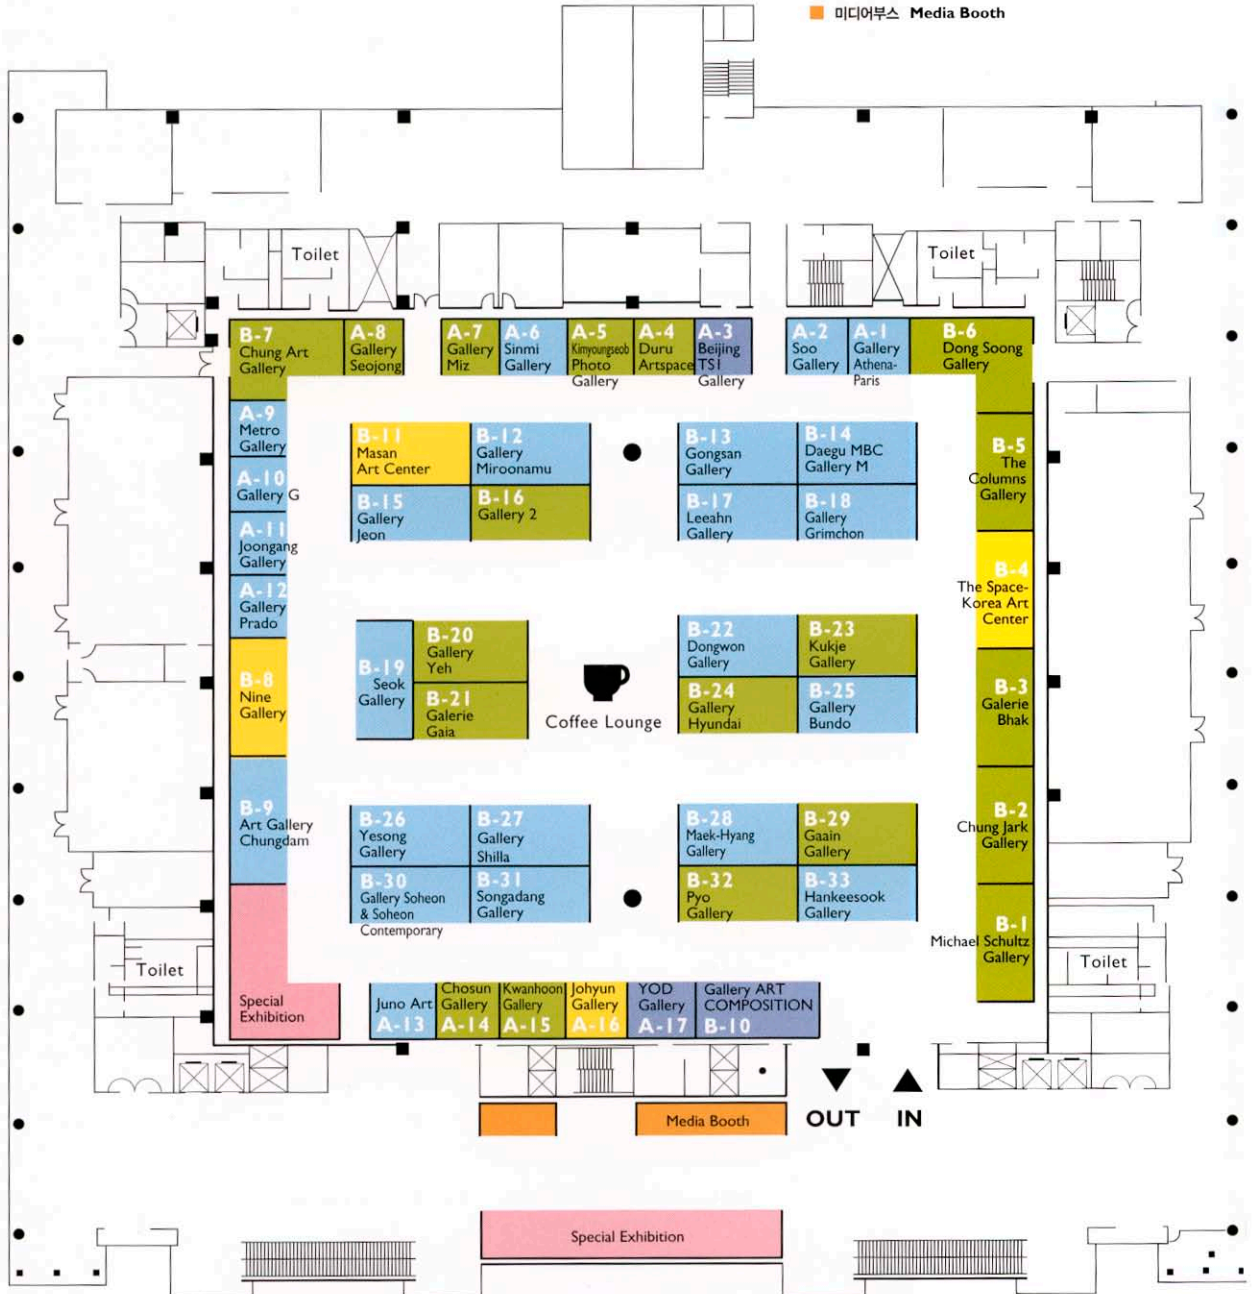 미디어부스 Media Booth
Toilet
Toilet
B-7
Chung Art
Gallery
A-8
Gallery
Seojong
A-7
Gallery
Miz
A-6
Sinmi
Gallery
A-5
Kimyoungseob
Photo
Gallery
A-4
Duru
Artspace
A-3
Beijing
TS1
Gallery
A-2
Soo
Gallery
A-1
Gallery
Athena-
Paris
B-6
Dong Soong
Gallery
A-9
Metro
Gallery
A-10
Gallery G
A-11
Joongang
Gallery
A-12
Gallery
Prado
B-8
Nine
Gallery
B-9
Art Gallery
Chungdam
Special
Exhibition
B-11
Masan
Art Center
B-12
Gallery
Miroonamu
B-15
Gallery
Jeon
B-16
Gallery 2
B-13
Gongsan
Gallery
B-14
Daegu MBC
Gallery M
B-17
Leeahn
Gallery
B-18
Gallery
Grimchon
B-5
The
Columns
Gallery
B-4
The Space-
Korea Art
Center
B-3
Galerie
Bhak
B-2
Chung Jark
Gallery
B-1
Michael Schultz
Gallery
B-19
Seok
Gallery
B-20
Gallery
Yeh
B-21
Galerie
Gaia
Coffee Lounge
B-22
Dongwon
Gallery
B-23
Kukje
Gallery
B-24
Gallery
Hyundai
B-25
Gallery
Bundo
B-26
Yesong
Gallery
B-27
Gallery
Shilla
B-30
Gallery Soheon
& Soheon
Contemporary
B-31
Songadang
Gallery
B-28
Maek-Hyang
Gallery
B-29
Gaain
Gallery
B-32
Pyo
Gallery
B-33
Hankeesook
Gallery
Toilet
Toilet
Juno Art
A-13
Chosun
Gallery
A-14
Kwanhoon
Gallery
A-15
Johyun
Gallery
A-16
YOD
Gallery
A-17
Gallery ART
COMPOSITION
B-10
OUT
IN
Media Booth
Special Exhibition